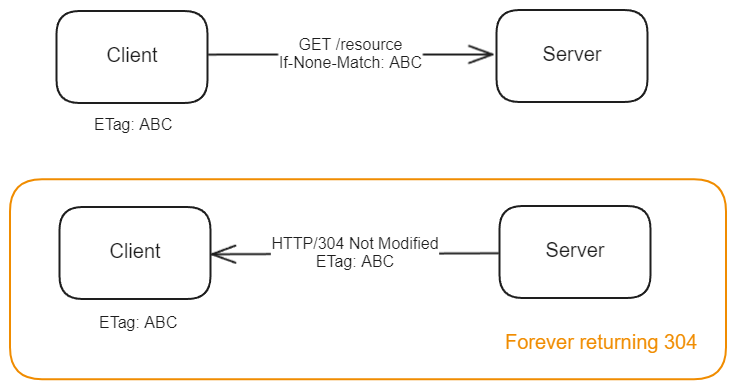 Client
GET /resource
If-None-Match: ABC
Server
ETag: ABC
Client
HTTP/304 Not Modified
ETag: ABC
Server
ETag: ABC
Forever returning 304